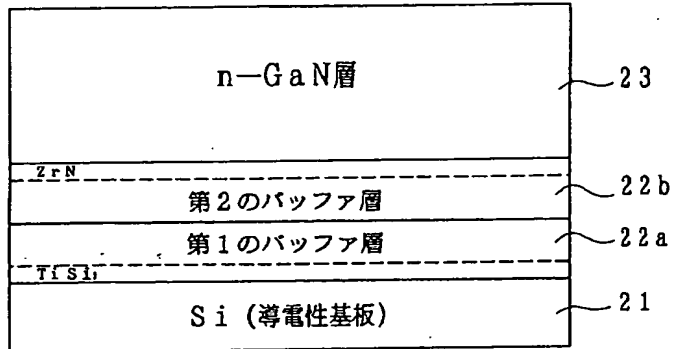 n—GaN層
23
ZrN
第2のバッファ層
22b
第1のバッファ層
22a
TiSi
Si (導電性基板)
21